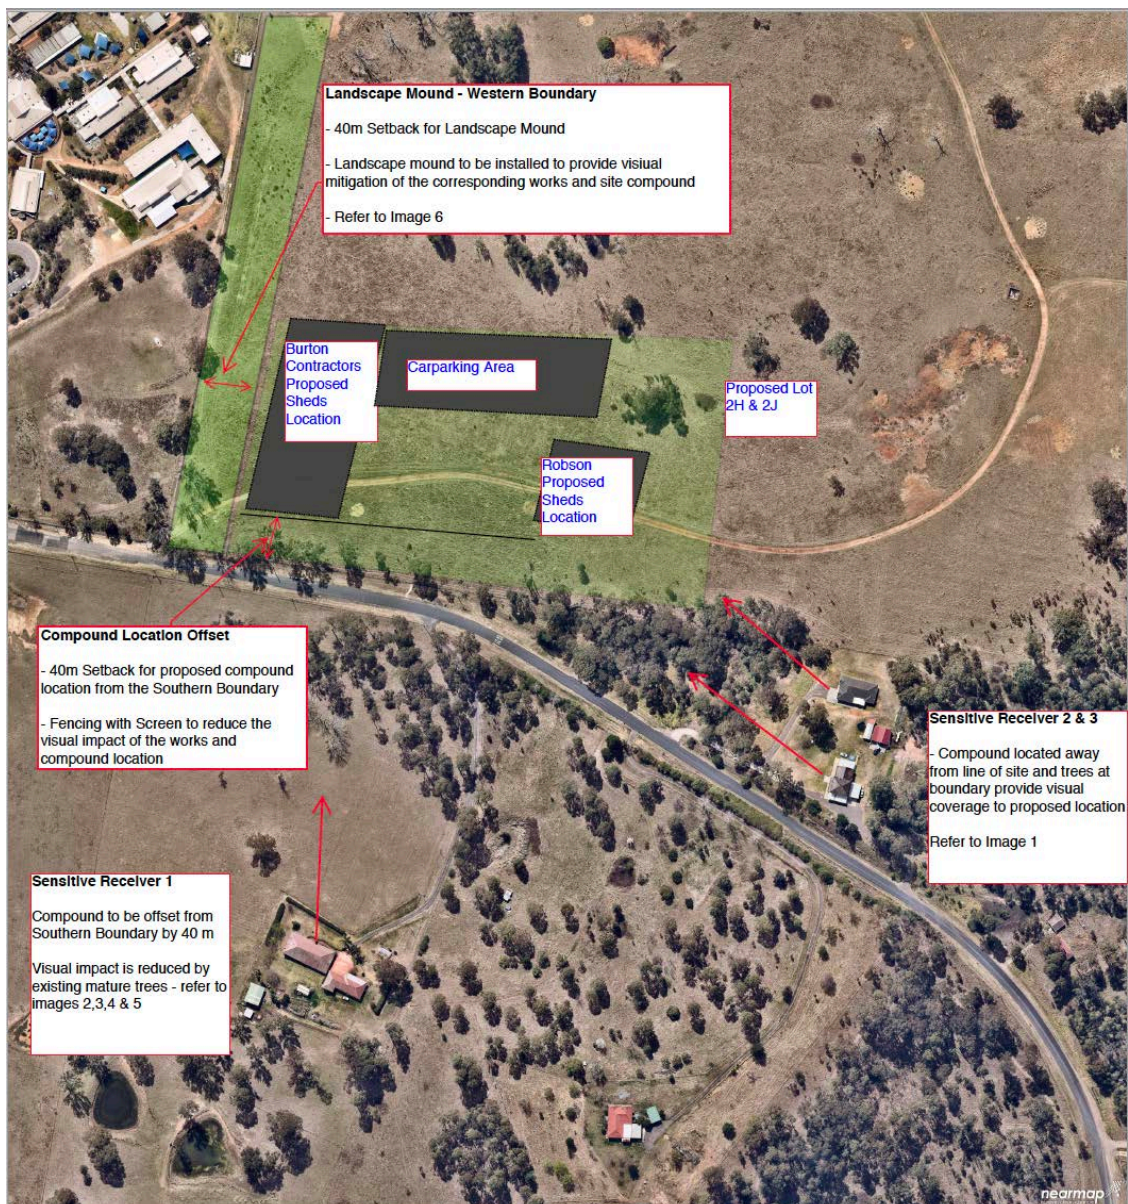 Landscape Mound - Western Boundary
- 40m Setback for Landscape Mound
- Landscape mound to be installed to provide visiual
mitigation of the corresponding works and site compound
- Refer to Image 6
Burton
Contractors
Proposed
Sheds
Location
Carparking Area
Proposed Lot
2H & 2J
Robson
Proposed
Sheds
Location
Compound Location Offset
- 40m Setback for proposed compound
location from the Southern Boundary
- Fencing with Screen to reduce the
visual impact of the works and
compound location
Sensitive Receiver 2 & 3
- Compound located away
from line of site and trees at
boundary provide visual
coverage to proposed location
Refer to Image 1
Sensitive Receiver 1
Compound to be offset from
Southern Boundary by 40 m
Visual impact is reduced by
existing mature trees - refer to
images 2,3,4 & 5
nearmap